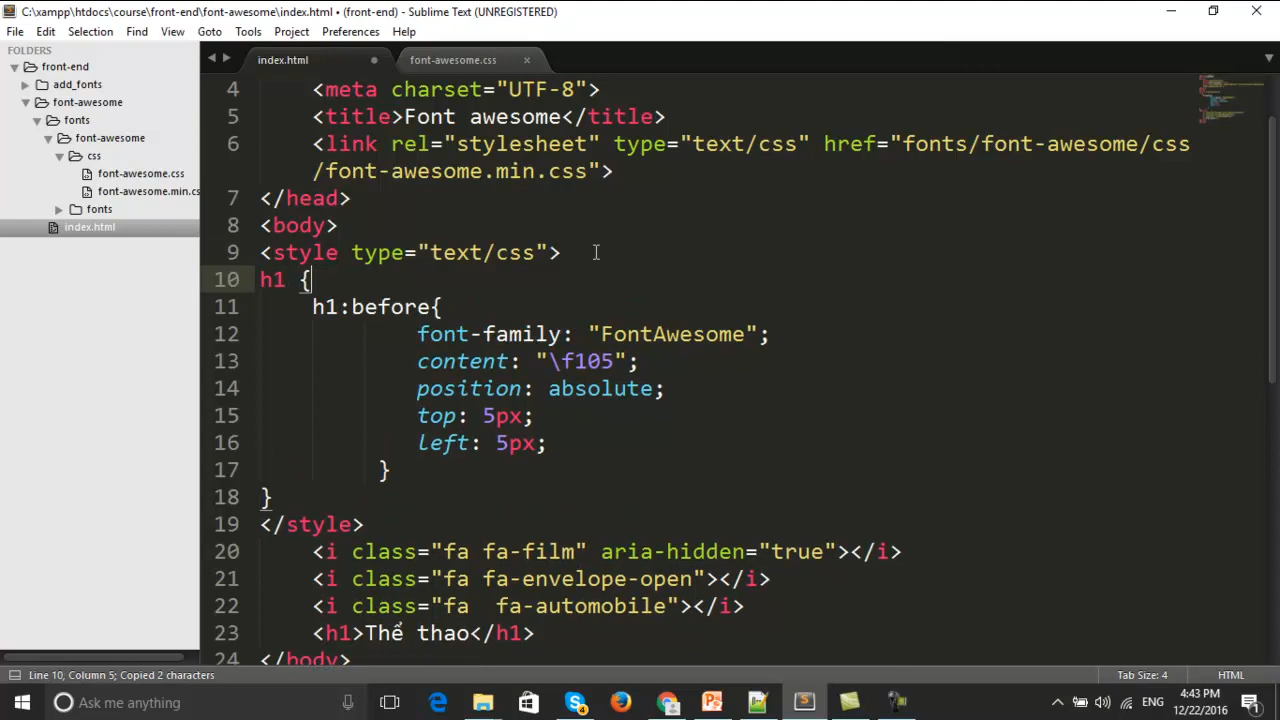 C:\xampp\htdocs\course\front-end\font-awesome\index.html • (front-end) - Sublime Text (UNREGISTERED)
File Edit Selection Find View Goto Tools Project Preferences Help
FOLDERS
front-end
add_fonts
font-awesome
fonts
font-awesome
css
font-awesome.css
font-awesome.min.cs
fonts
index.html
index.html font-awesome.css
4 <meta charset="UTF-8">
5 <title>Font awesome</title>
6 <link rel="stylesheet" type="text/css" href="fonts/font-awesome/css
/font-awesome.min.css">
7 </head>
8 <body>
9 <style type="text/css">
10 h1 {
11 h1:before{
12 font-family: "FontAwesome";
13 content: "\f105";
14 position: absolute;
15 top: 5px;
16 left: 5px;
17 }
18 }
19 </style>
20 <i class="fa fa-film" aria-hidden="true"></i>
21 <i class="fa fa-envelope-open"></i>
22 <i class="fa  fa-automobile"></i>
23 <h1>Thể thao</h1>
24 </body>
Line 10, Column 5; Copied 2 characters Tab Size: 4 HTML
Ask me anything ENG 4:43 PM
12/22/2016